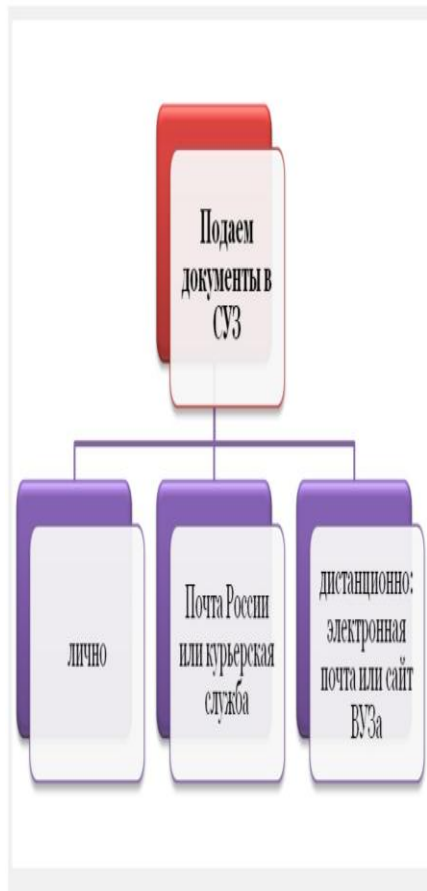 Подаем
документы в
СУЗ
лично
Почта России
или курьерская
служба
дистанционно:
электронная
почта или сайт
ВУЗа